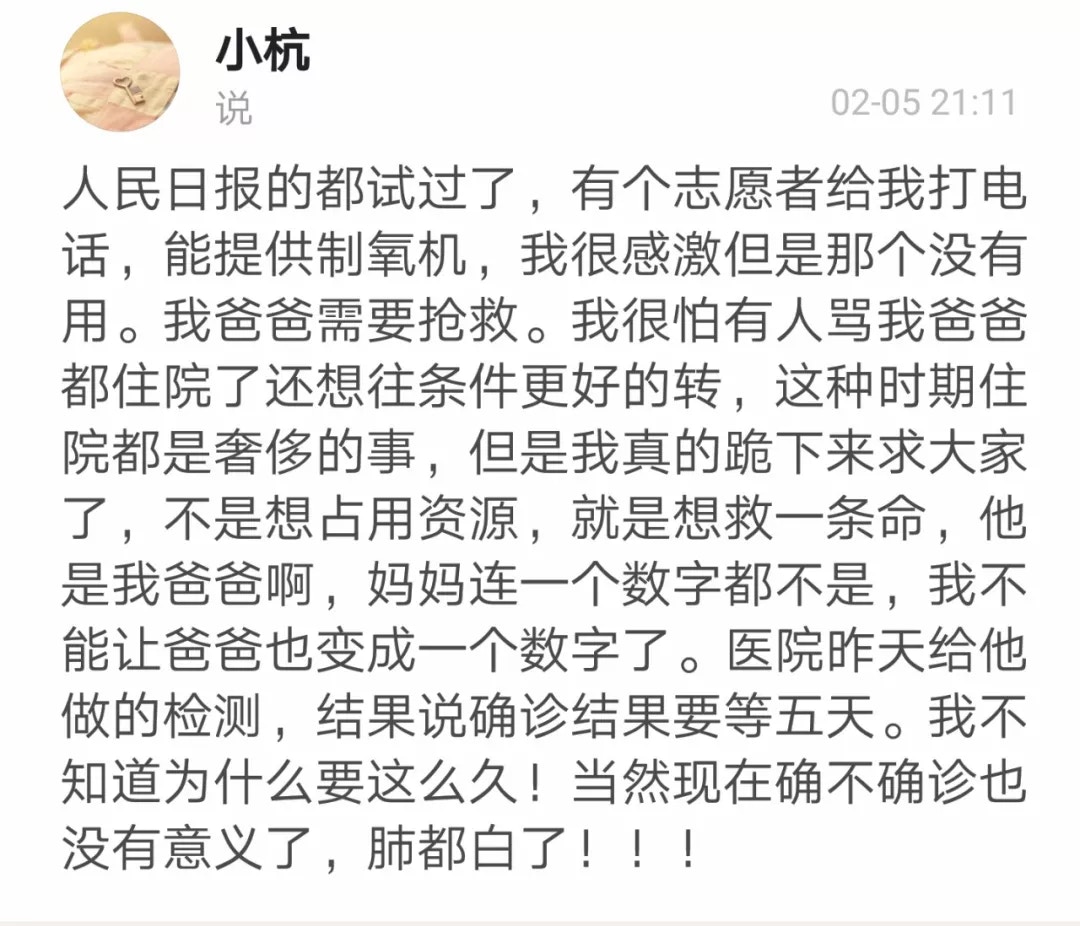 小杭
说
02-05 21:11
人民日报的都试过了，有个志愿者给我打电
话，能提供制氧机，我很感激但是那个没有
用。我爸爸需要抢救。我很怕有人骂我爸爸
都住院了还想往条件更好的转，这种时期住
院都是奢侈的事，但是我真的跪下来求大家
了，不是想占用资源，就是想救一条命，他
是我爸爸啊，妈妈连一个数字都不是，我不
能让爸爸也变成一个数字了。医院昨天给他
做的检测，结果说确诊结果要等五天。我不
知道为什么要这么久！当然现在确不确诊也
没有意义了，肺都白了！！！